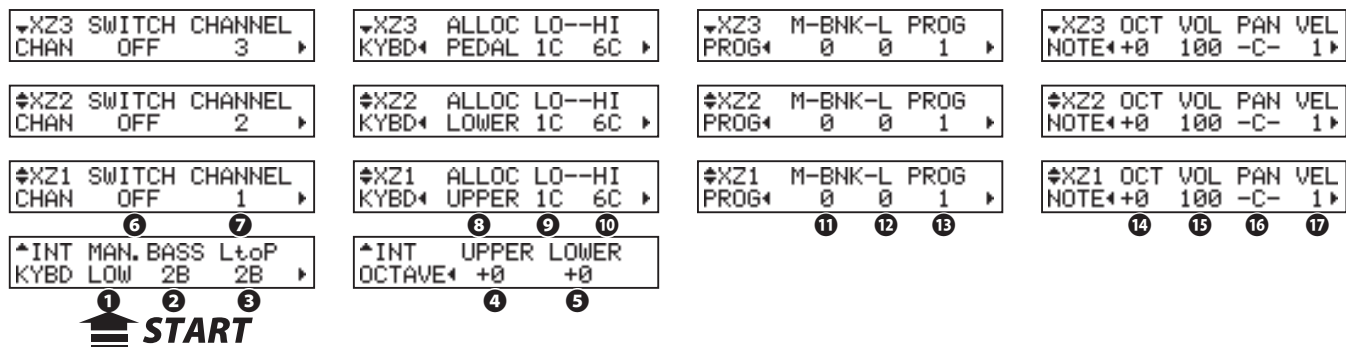 XZ3 SWITCH CHANNEL
CHAN OFF 3
XZ3 ALLOC LO--HI
KYBD PEDAL 1C 6C
XZ3 M-BNK-L PROG
PROG 0 0 1
XZ3 OCT VOL PAN VEL
NOTE +0 100 -C- 1
XZ2 SWITCH CHANNEL
CHAN OFF 2
XZ2 ALLOC LO--HI
KYBD LOWER 1C 6C
XZ2 M-BNK-L PROG
PROG 0 0 1
XZ2 OCT VOL PAN VEL
NOTE +0 100 -C- 1
XZ1 SWITCH CHANNEL
CHAN OFF 1
XZ1 ALLOC LO--HI
KYBD UPPER 1C 6C
XZ1 M-BNK-L PROG
PROG 0 0 1
XZ1 OCT VOL PAN VEL
NOTE +0 100 -C- 1
6 7
8 9 10
11 12 13
14 15 16 17
INT MAN. BASS LtoP
KYBD LOW 2B 2B
INT UPPER LOWER
OCTAVE +0 +0
1 2 3
4 5
START